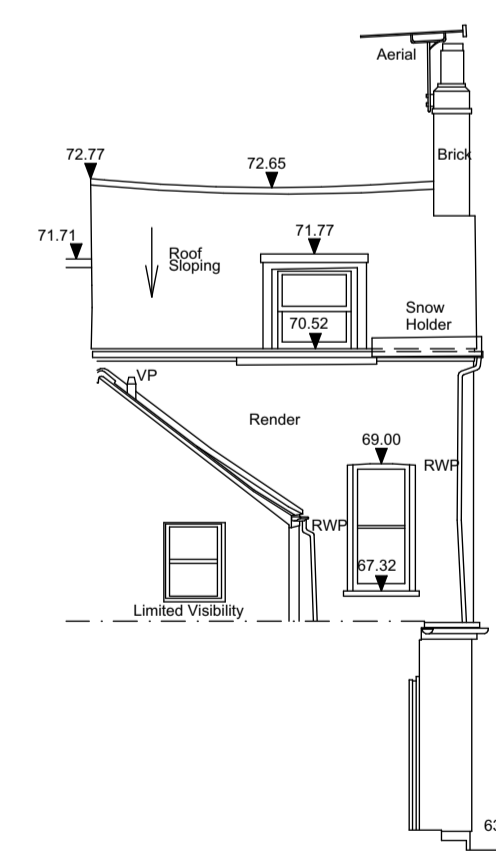 Aerial
Brick
72.77
72.65
71.71
71.77
Roof
Sloping
70.52
Snow
Holder
VP
Render
69.00
RWP
RWP
67.32
Limited Visibility
63